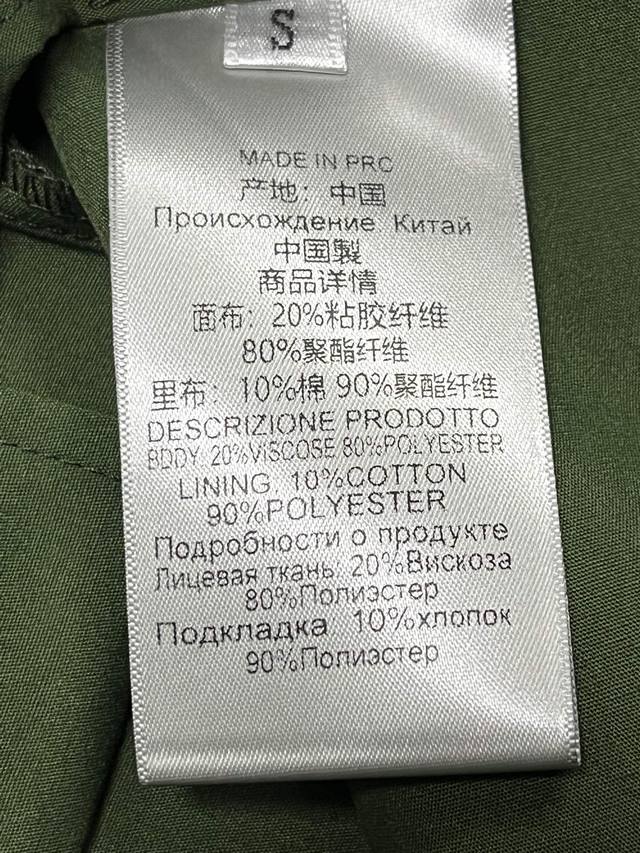 S
MADE IN PRC
产地：中国
Происхождение Китай
中国製
商品详情
面布：20%粘胶纤维
80%聚酯纤维
里布：10%棉 90%聚酯纤维
DESCRIZIONE PRODOTTO
BDDY 20%VISCOSE 80%POLYESTER
LINING 10%COTTON
90%POLYESTER
Подробности о продукте
Лицевая ткань: 20%Вискоза
80%Полиэстер
Подкладка 10%хлопок
90%Полиэстер